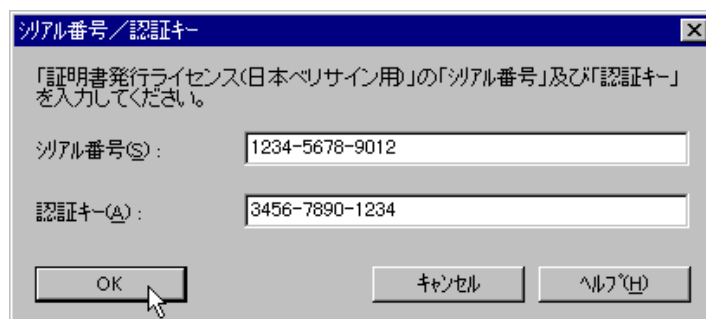 シリアル番号/認証キー
「証明書発行ライセンス(日本ベリサイン用)」の「シリアル番号」及び「認証キー」
を入力してください。
シリアル番号(S) : 1234-5678-9012
認証キー(A) : 3456-7890-1234
OK キャンセル ヘルプ(H)